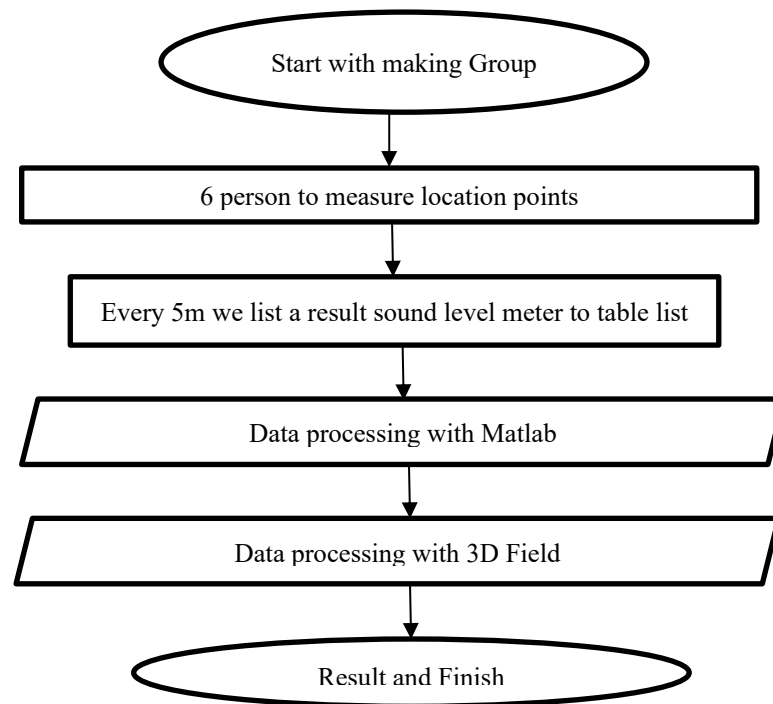 Start with making Group
6 person to measure location points
Every 5m we list a result sound level meter to table list
Data processing with Matlab
Data processing with 3D Field
Result and Finish